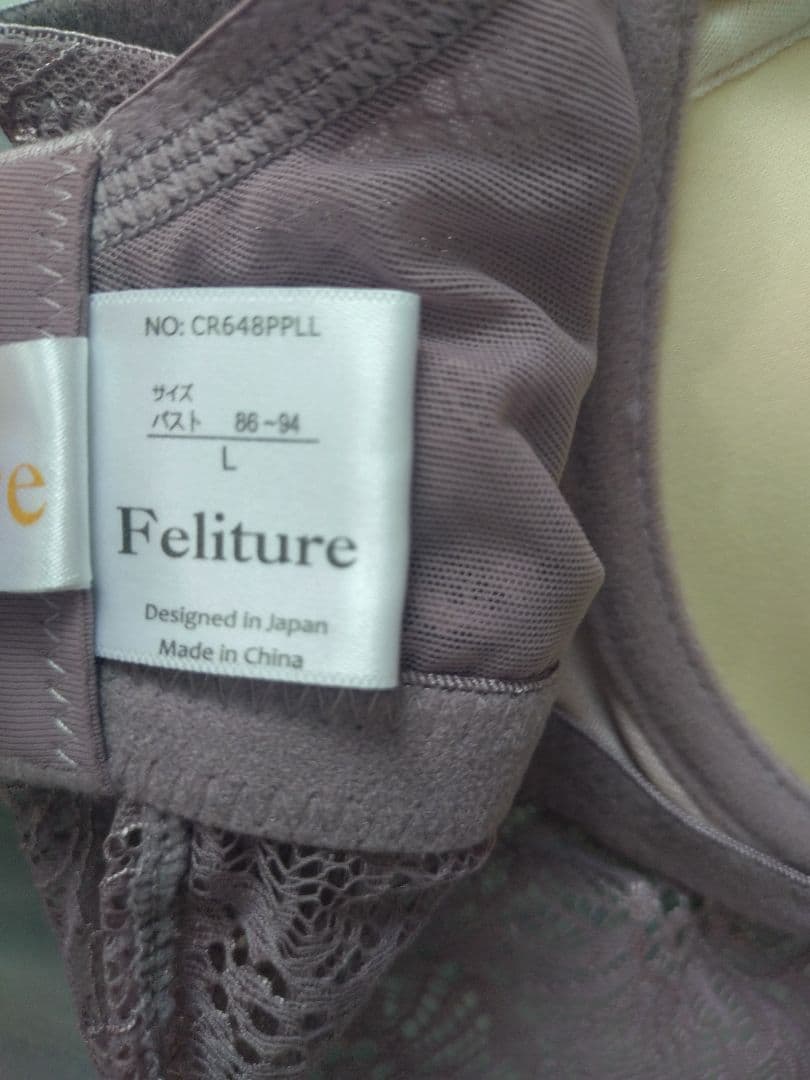 NO: CR648PPLL
サイズ
バスト 86~94
L
Feliture
Designed in Japan
Made in China
e